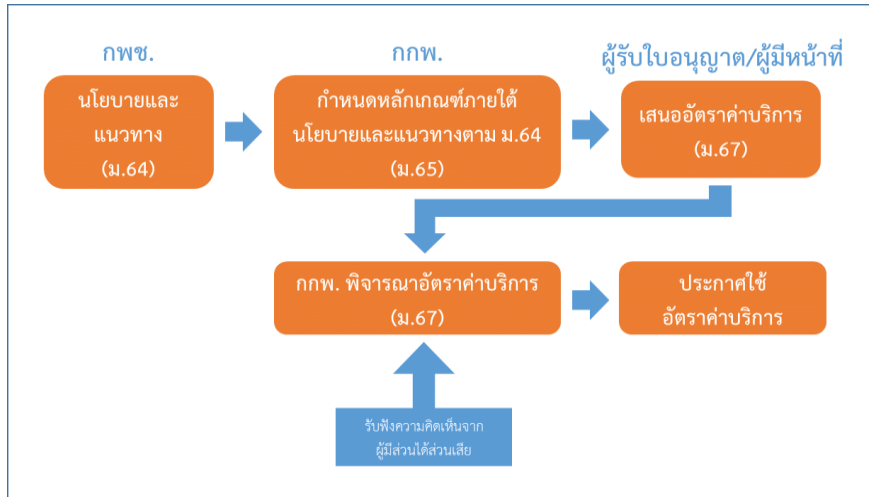 กพช.
กกพ.
ผู้รับใบอนุญาต/ผู้มีหน้าที่
นโยบายและ
แนวทาง
(ม.64)
กำหนดหลักเกณฑ์ภายใต้
นโยบายและแนวทางตาม ม.64
(ม.65)
เสนออัตราค่าบริการ
(ม.67)
กกพ. พิจารณาอัตราค่าบริการ
(ม.67)
ประกาศใช้
อัตราค่าบริการ
รับฟังความคิดเห็นจาก
ผู้มีส่วนได้ส่วนเสีย